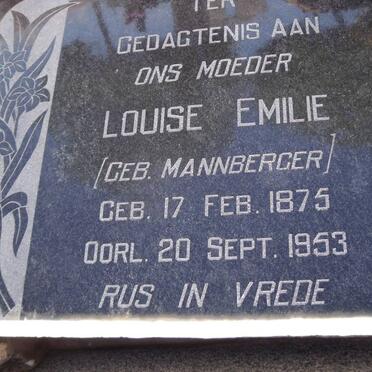 TER
GEDAGTENIS AAN
ONS MOEDER
LOUISE EMILIE
[GEB. MANNBERGER]
GEB. 17 FEB. 1875
OORL. 20 SEPT. 1953
RUS IN VREDE